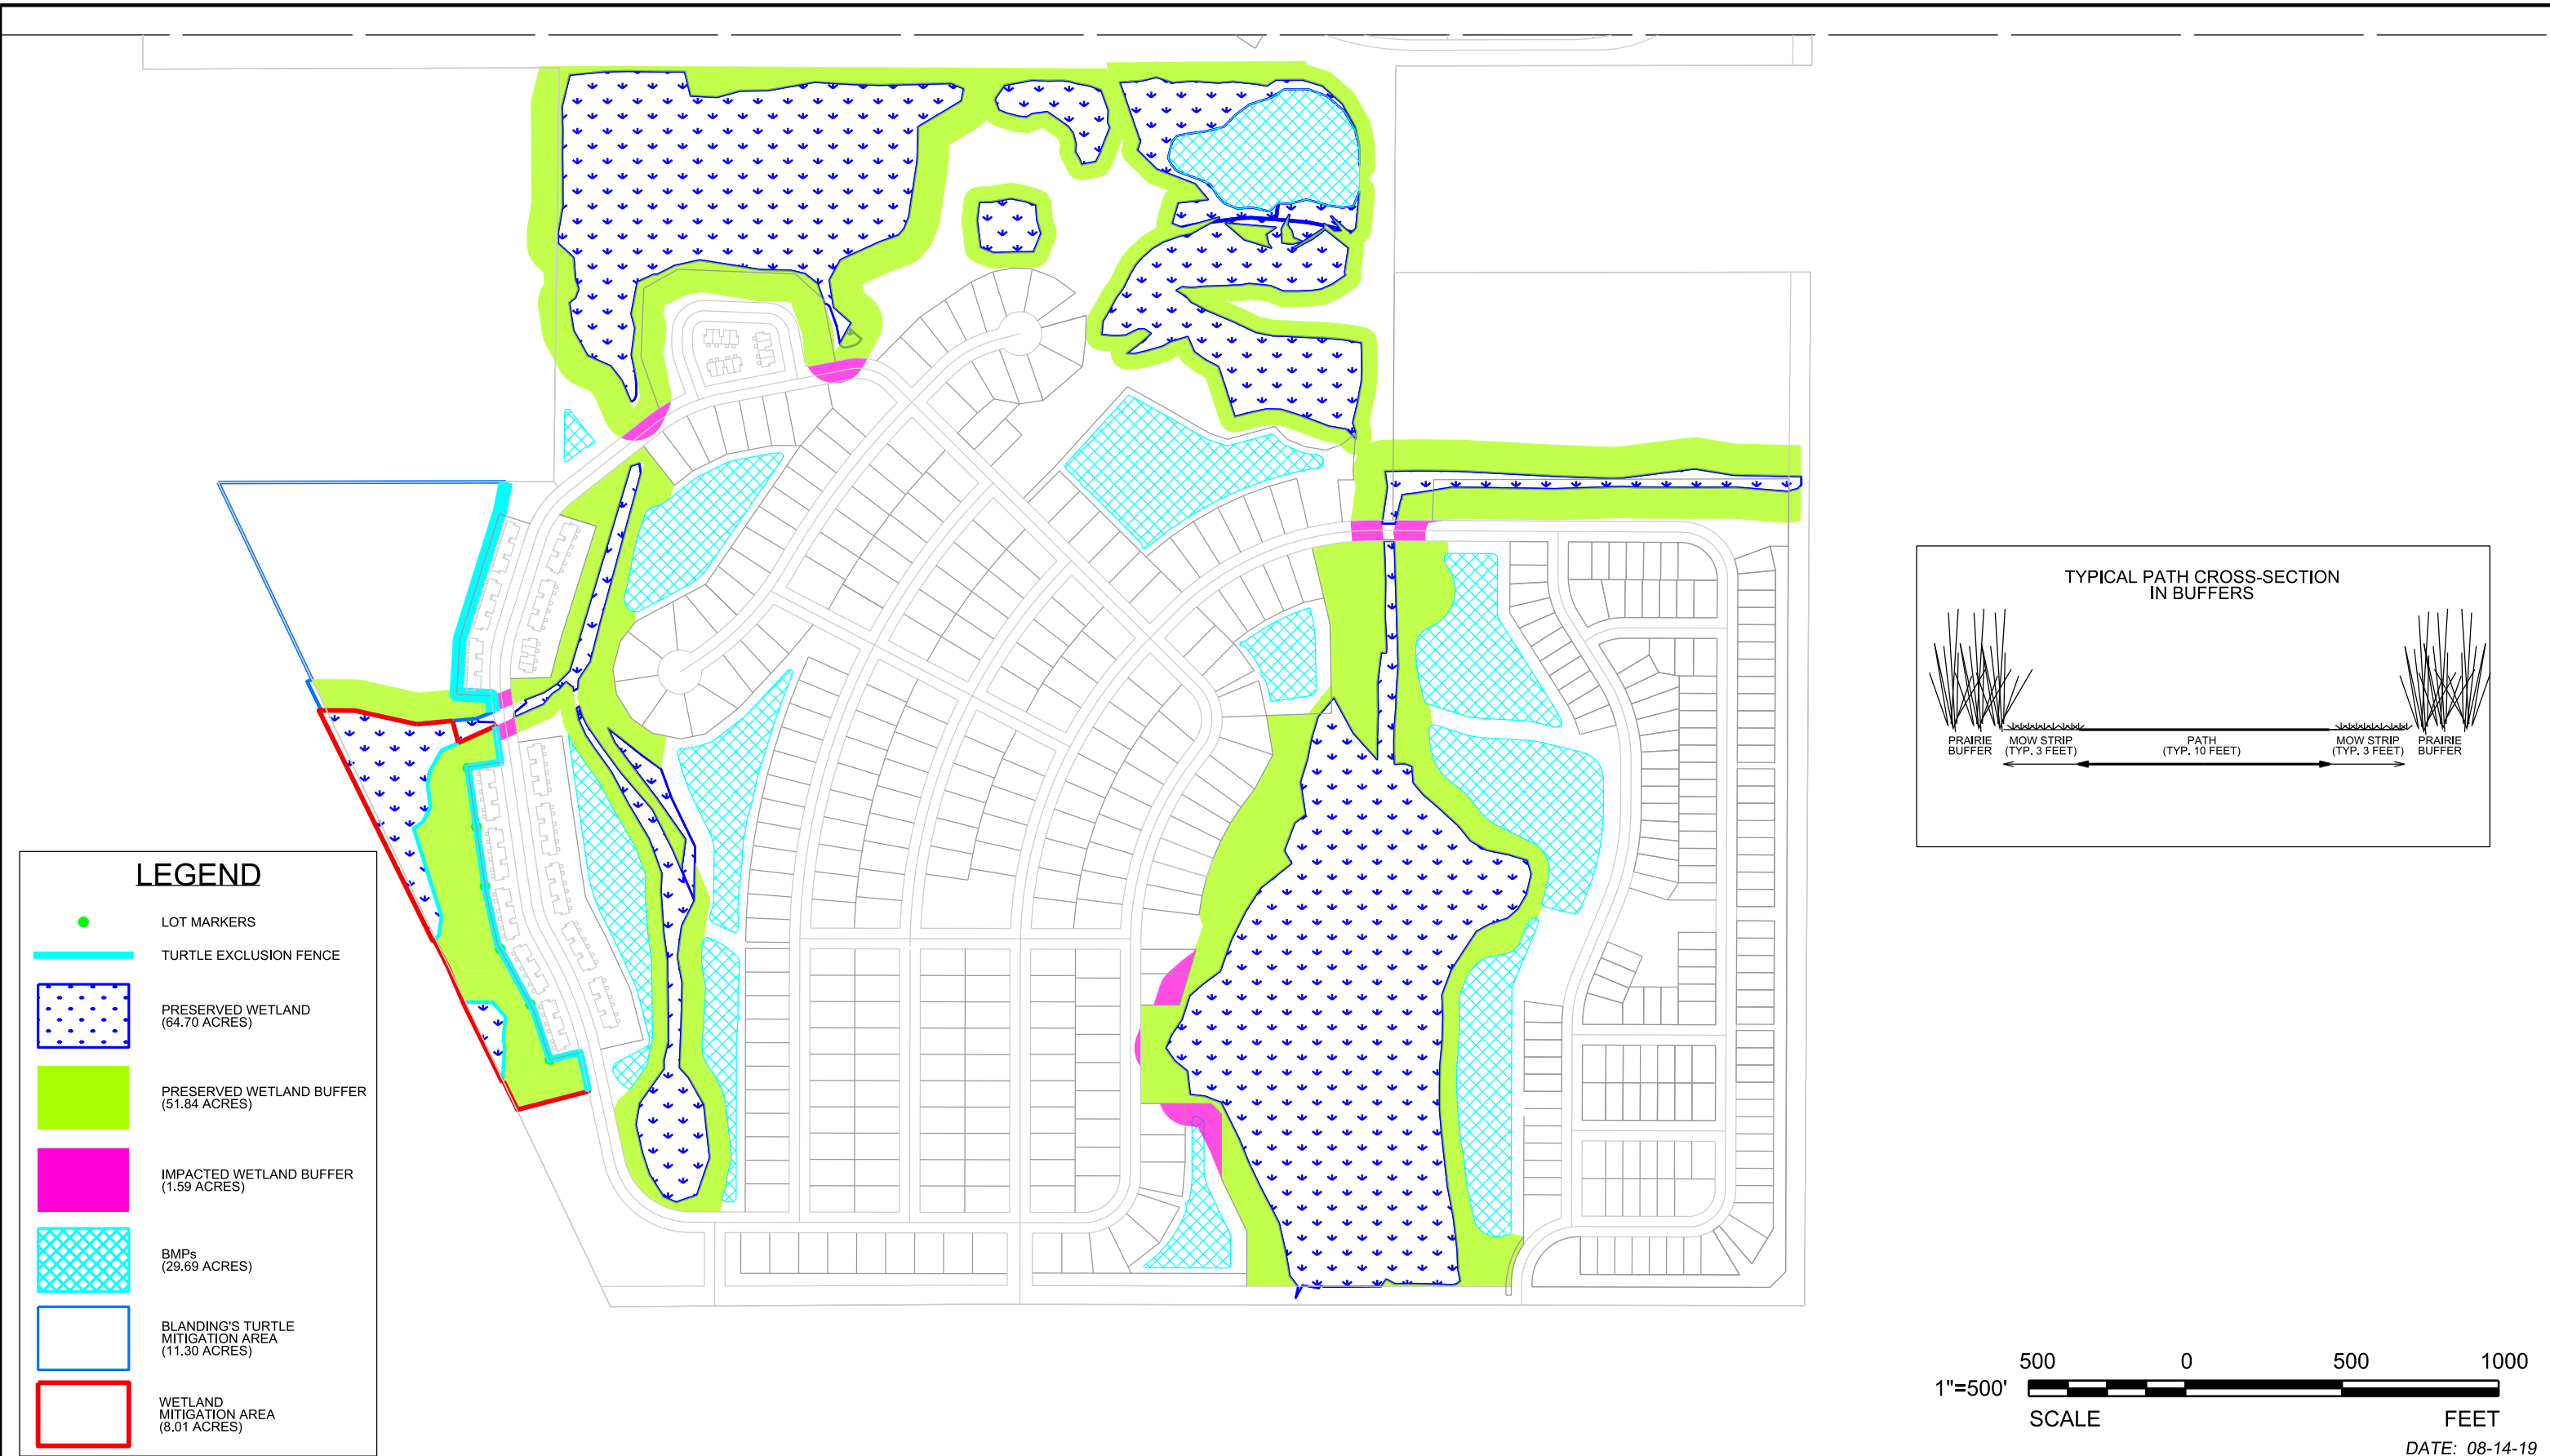 TYPICAL PATH CROSS-SECTION
IN BUFFERS
PRAIRIE
BUFFER
MOW STRIP
(TYP. 3 FEET)
PATH
(TYP. 10 FEET)
MOW STRIP
(TYP. 3 FEET)
PRAIRIE
BUFFER
LEGEND
LOT MARKERS
TURTLE EXCLUSION FENCE
PRESERVED WETLAND
(64.70 ACRES)
PRESERVED WETLAND BUFFER
(51.84 ACRES)
IMPACTED WETLAND BUFFER
(1.59 ACRES)
BMPs
(29.69 ACRES)
BLANDING'S TURTLE
MITIGATION AREA
(11.30 ACRES)
WETLAND
MITIGATION AREA
(8.01 ACRES)
500 0 500 1000
1"=500'
SCALE FEET
DATE: 08-14-19